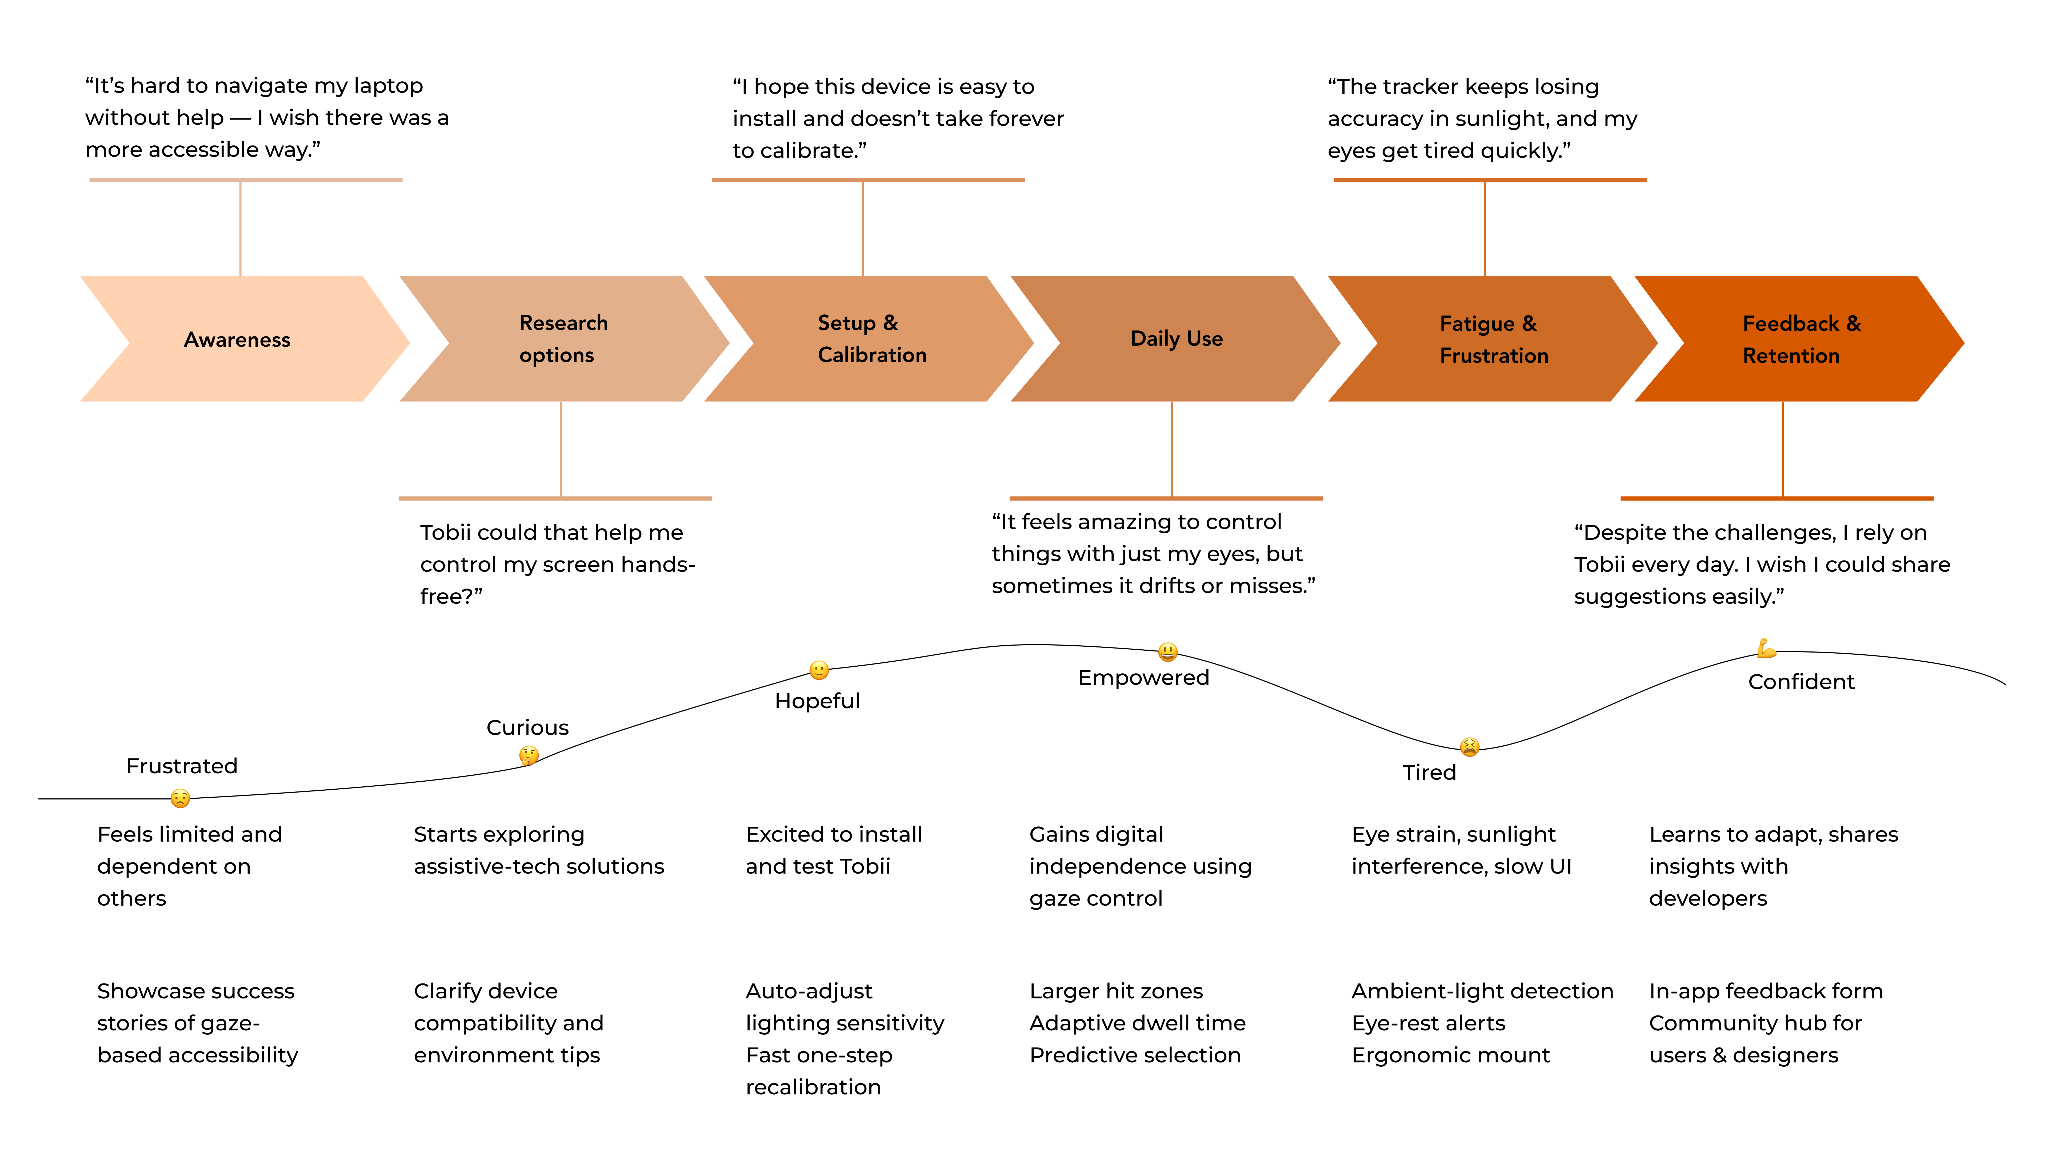 “It’s hard to navigate my laptop
without help — I wish there was a
more accessible way.”
“I hope this device is easy to
install and doesn’t take forever
to calibrate.”
“The tracker keeps losing
accuracy in sunlight, and my
eyes get tired quickly.”
Awareness
Research
options
Setup &
Calibration
Daily Use
Fatigue &
Frustration
Feedback &
Retention
Tobii could that help me
control my screen hands-
free?”
“It feels amazing to control
things with just my eyes, but
sometimes it drifts or misses.”
“Despite the challenges, I rely on
Tobii every day. I wish I could share
suggestions easily.”
Frustrated
Curious
Hopeful
Empowered
Tired
Confident
Feels limited and
dependent on
others
Starts exploring
assistive-tech solutions
Excited to install
and test Tobii
Gains digital
independence using
gaze control
Eye strain, sunlight
interference, slow UI
Learns to adapt, shares
insights with
developers
Showcase success
stories of gaze-
based accessibility
Clarify device
compatibility and
environment tips
Auto-adjust
lighting sensitivity
Fast one-step
recalibration
Larger hit zones
Adaptive dwell time
Predictive selection
Ambient-light detection
Eye-rest alerts
Ergonomic mount
In-app feedback form
Community hub for
users & designers